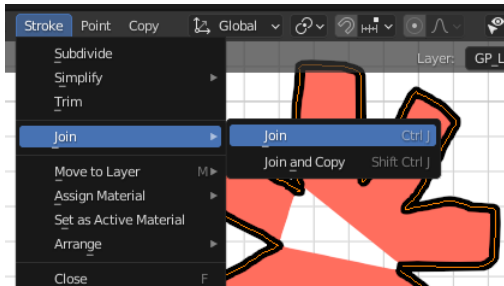 Stroke Point Copy Global
Layer: GP_L
Subdivide
Simplify
Trim
Join
Join Ctrl J
Join and Copy Shift Ctrl J
Move to Layer M
Assign Material
Set as Active Material
Arrange
Close F